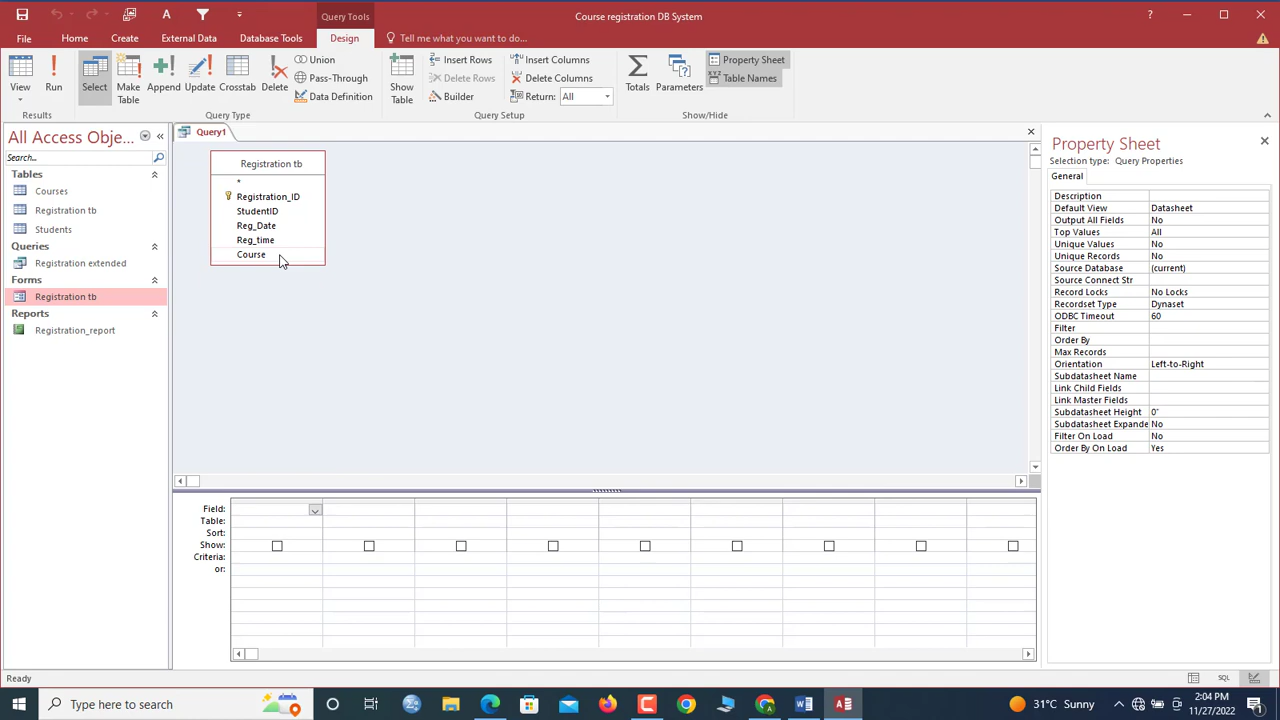 Query Tools
Course registration DB System
?
File
Home
Create
External Data
Database Tools
Design
Tell me what you want to do...
View
Run
Select
Make Table
Append
Update
Crosstab
Delete
Union
Pass-Through
Data Definition
Show Table
Insert Rows
Delete Rows
Builder
Insert Columns
Delete Columns
Return: All
Totals
Parameters
Property Sheet
Table Names
Results
Query Type
Query Setup
Show/Hide
All Access Obje...
Search...
Tables
Courses
Registration tb
Students
Queries
Registration extended
Forms
Registration tb
Reports
Registration_report
Query1
Registration tb
*
Registration_ID
StudentID
Reg_Date
Reg_time
Course
Field:
Table:
Sort:
Show:
Criteria:
or:
Property Sheet
Selection type: Query Properties
General
Description
Default View Datasheet
Output All Fields No
Top Values All
Unique Values No
Unique Records No
Source Database (current)
Source Connect Str
Record Locks No Locks
Recordset Type Dynaset
ODBC Timeout 60
Filter
Order By
Max Records
Orientation Left-to-Right
Subdatasheet Name
Link Child Fields
Link Master Fields
Subdatasheet Height 0"
Subdatasheet Expande No
Filter On Load No
Order By On Load Yes
Ready
SQL
Type here to search
31°C Sunny
2:04 PM
11/27/2022